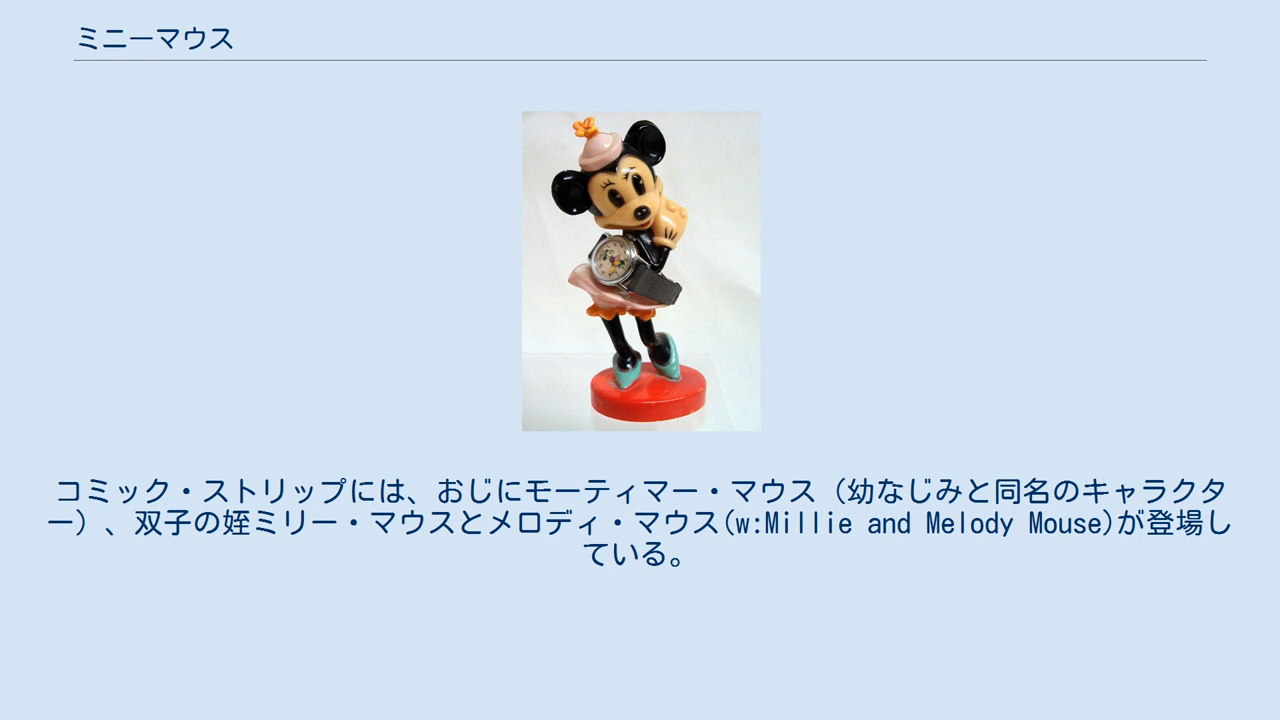 ミニーマウス
コミック・ストリップには、おじにモーティマー・マウス（幼なじみと同名のキャラクタ
ー）、双子の姪ミリー・マウスとメロディ・マウス(w:Millie and Melody Mouse)が登場し
ている。